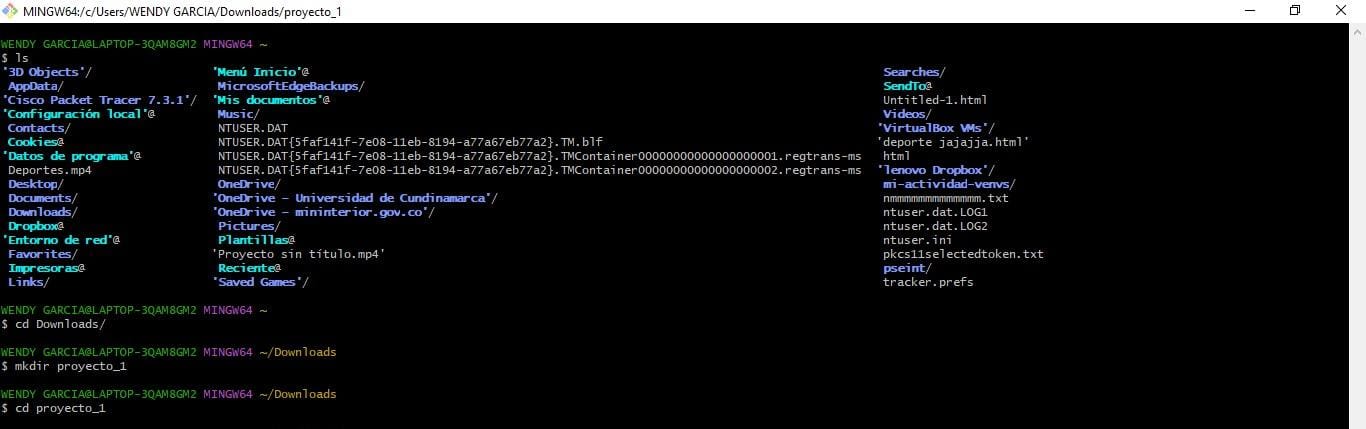 MINGW64:/c/Users/WENDY GARCIA/Downloads/proyecto_1
WENDY GARCIA@LAPTOP-3QAM8GM2 MINGW64 ~
$ ls
'3D Objects'/ 'Menú Inicio'@ Searches/
AppData/ MicrosoftEdgeBackups/ SendTo@
'Cisco Packet Tracer 7.3.1'/ 'Mis documentos'@ Untitled-1.html
'Configuración local'@ Music/ Videos/
Contacts/ NTUSER.DAT 'VirtualBox VMs'/
Cookies@ NTUSER.DAT{5faf141f-7e08-11eb-8194-a77a67eb77a2}.TM.blf 'deporte jajajja.html'
'Datos de programa'@ NTUSER.DAT{5faf141f-7e08-11eb-8194-a77a67eb77a2}.TMContainer00000000000000000001.regtrans-ms html
Deportes.mp4 NTUSER.DAT{5faf141f-7e08-11eb-8194-a77a67eb77a2}.TMContainer00000000000000000002.regtrans-ms 'lenovo Dropbox'/
Desktop/ OneDrive/ mi-actividad-venvs/
Documents/ 'OneDrive - Universidad de Cundinamarca'/ nmmmmmmmmmmmmm.txt
Downloads/ 'OneDrive - mininterior.gov.co'/ ntuser.dat.LOG1
Dropbox@ Pictures/ ntuser.dat.LOG2
'Entorno de red'@ Plantillas@ ntuser.ini
Favorites/ 'Proyecto sin título.mp4' pkcs11selectedtoken.txt
Impresoras@ Reciente@ pseint/
Links/ 'Saved Games'/ tracker.prefs
WENDY GARCIA@LAPTOP-3QAM8GM2 MINGW64 ~
$ cd Downloads/
WENDY GARCIA@LAPTOP-3QAM8GM2 MINGW64 ~/Downloads
$ mkdir proyecto_1
WENDY GARCIA@LAPTOP-3QAM8GM2 MINGW64 ~/Downloads
$ cd proyecto_1